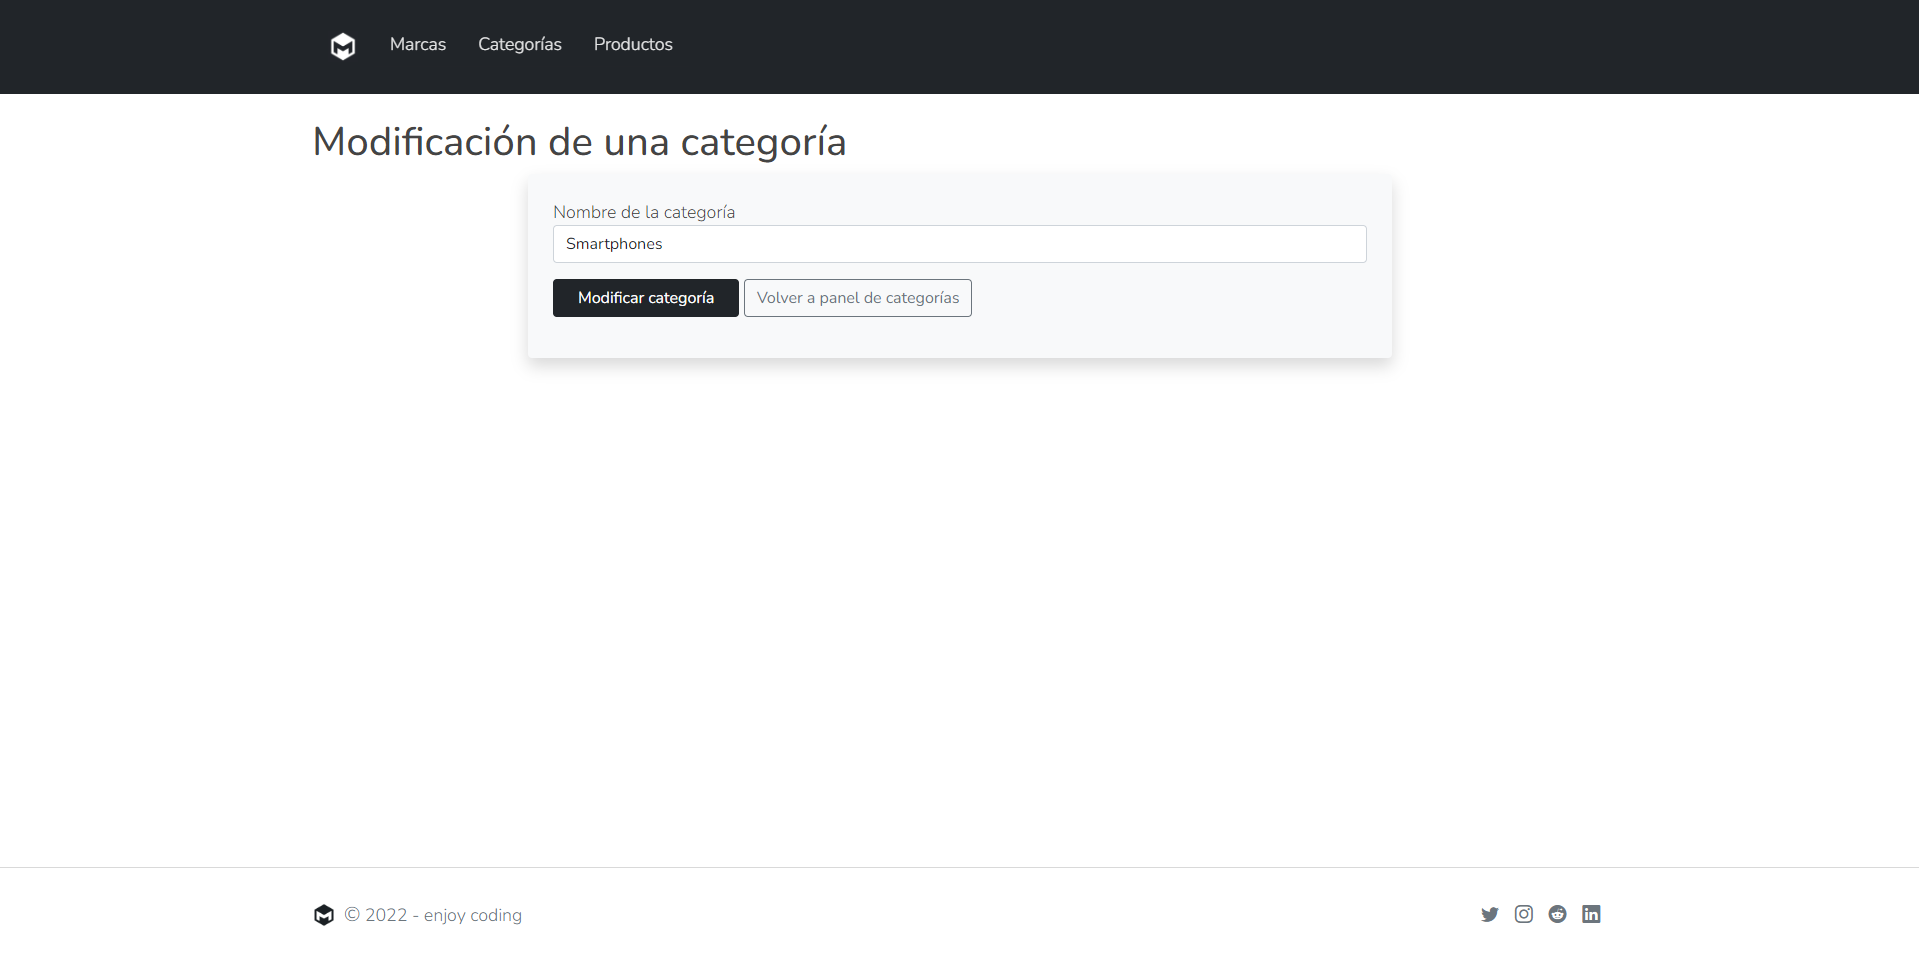 Marcas Categorías Productos
Modificación de una categoría
Nombre de la categoría
Smartphones
Modificar categoría Volver a panel de categorías
© 2022 - enjoy coding